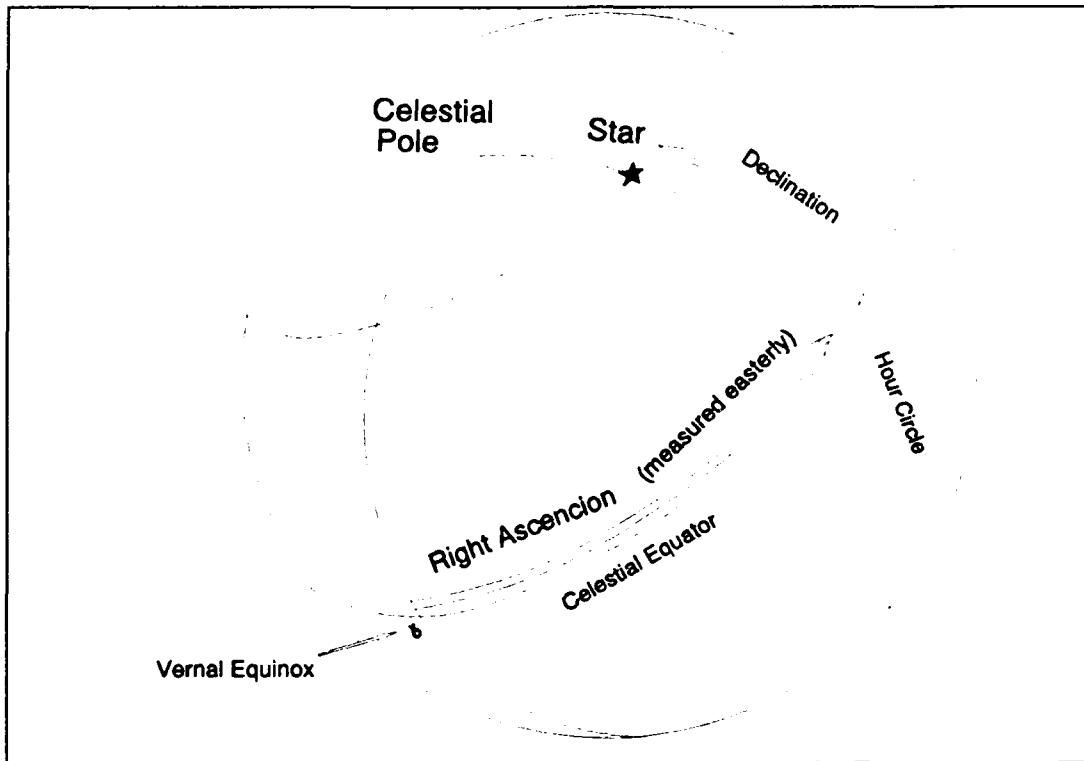 Celestial
Pole
Star
Declination
(measured easterly)
Hour Circle
Right Ascencion
Celestial Equator
Vernal Equinox